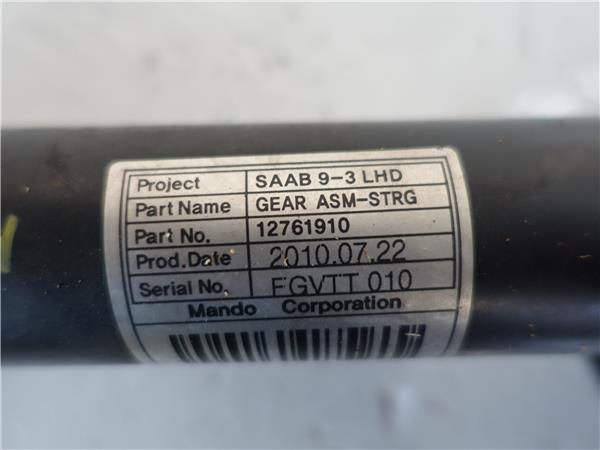 Project SAAB 9-3 LHD
Part Name GEAR ASM-STRG
Part No. 12761910
Prod.Date 2010.07.22
Serial No. FGVTT 010
Mando Corporation